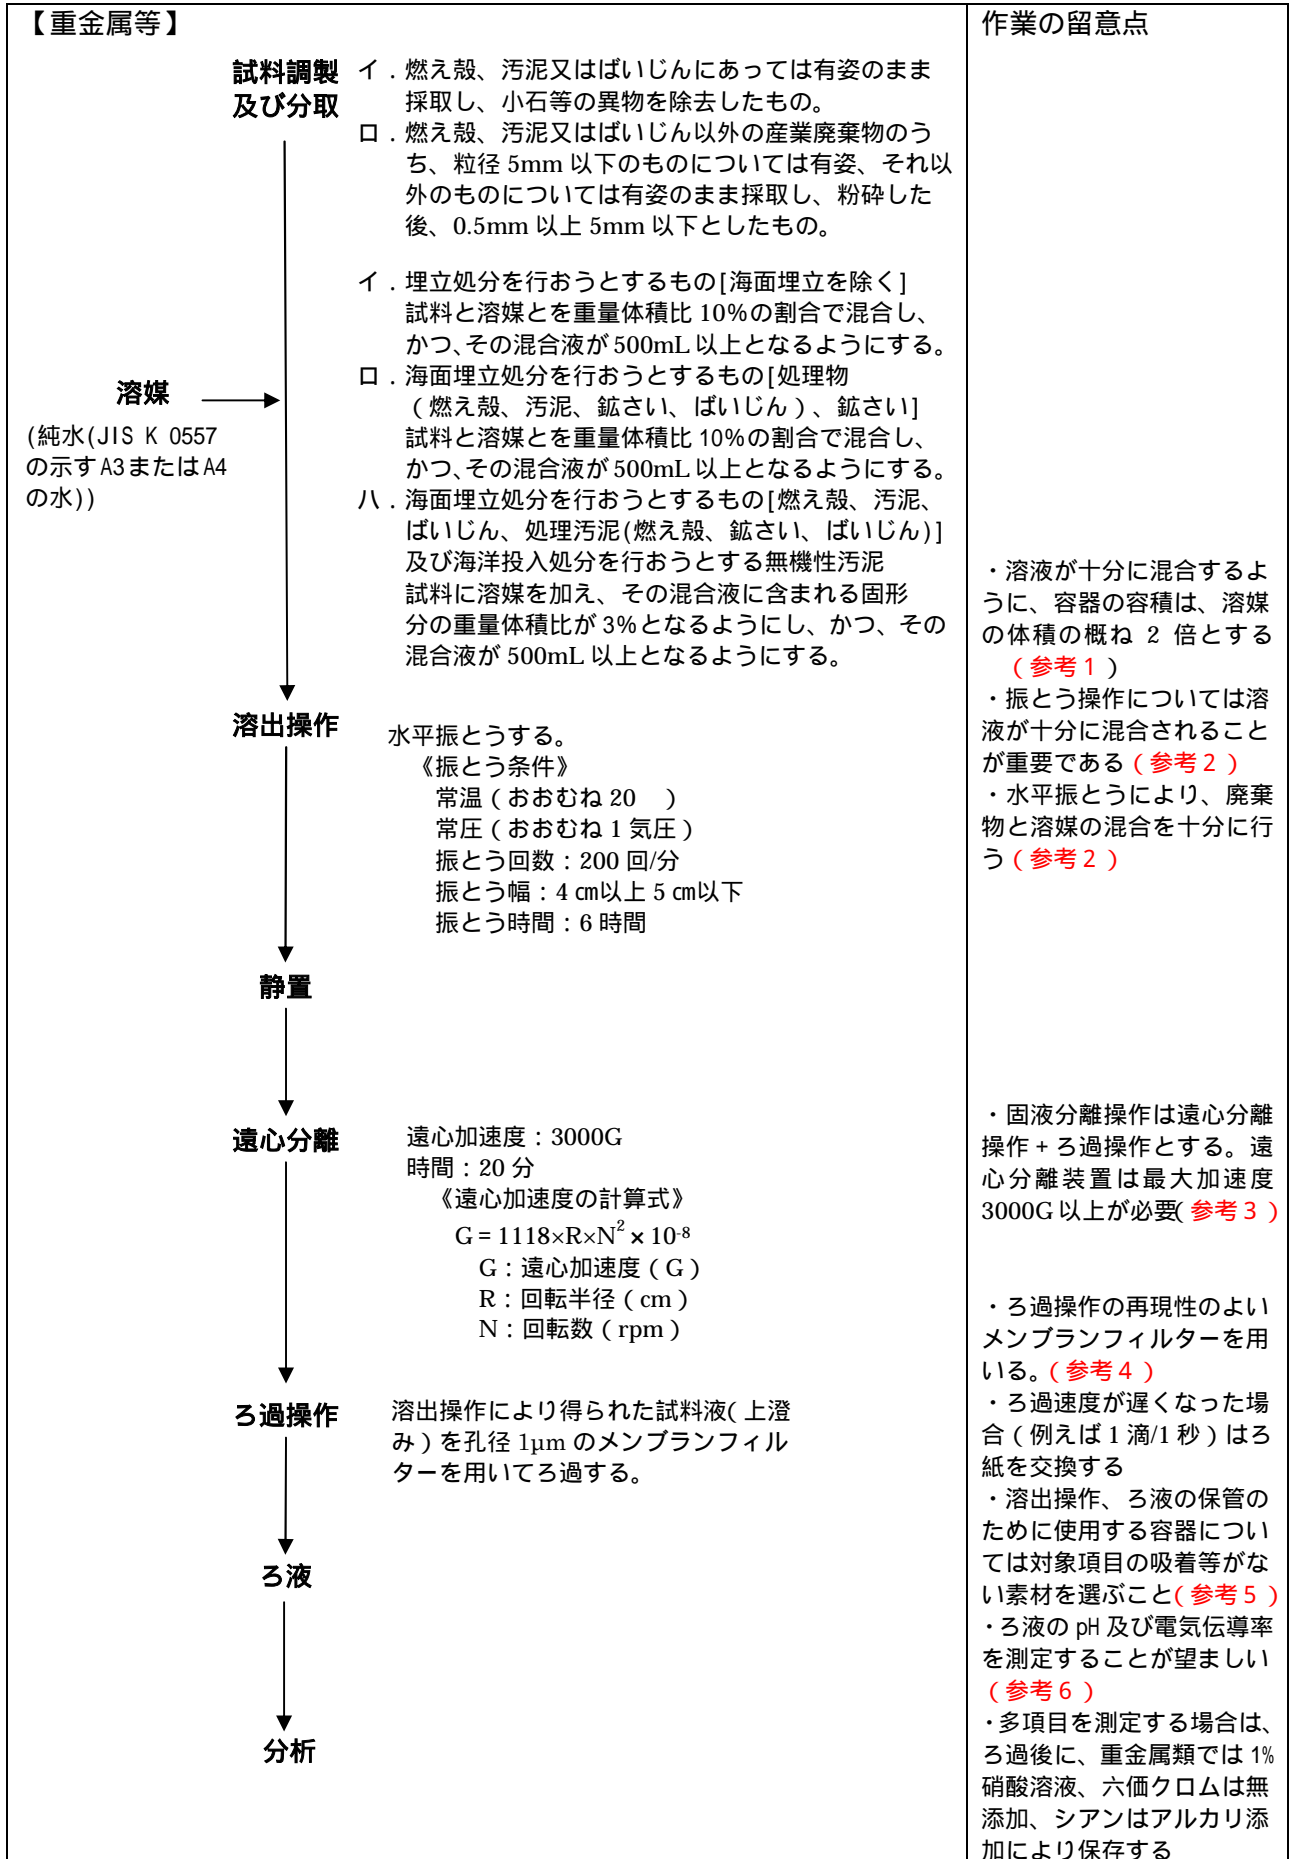 【重金属等】
試料調製
及び分取
イ．燃え殻、汚泥又はばいじんにあっては有姿のまま
採取し、小石等の異物を除去したもの。
ロ．燃え殻、汚泥又はばいじん以外の産業廃棄物のう
ち、粒径 5mm 以下のものについては有姿、それ以
外のものについては有姿のまま採取し、粉砕した
後、0.5mm 以上 5mm 以下としたもの。
イ．埋立処分を行おうとするもの[海面埋立を除く]
試料と溶媒とを重量体積比 10%の割合で混合し、
かつ、その混合液が 500mL 以上となるようにする。
ロ．海面埋立処分を行おうとするもの[処理物
（燃え殻、汚泥、鉱さい、ばいじん）、鉱さい]
試料と溶媒とを重量体積比 10%の割合で混合し、
かつ、その混合液が 500mL 以上となるようにする。
ハ．海面埋立処分を行おうとするもの[燃え殻、汚泥、
ばいじん、処理汚泥(燃え殻、鉱さい、ばいじん)]
及び海洋投入処分を行おうとする無機性汚泥
試料に溶媒を加え、その混合液に含まれる固形
分の重量体積比が 3%となるようにし、かつ、その
混合液が 500mL 以上となるようにする。
溶媒
(純水(JIS K 0557
の示す A3 または A4
の水))
溶出操作
水平振とうする。
《振とう条件》
常温（おおむね 20　）
常圧（おおむね 1 気圧）
振とう回数：200 回/分
振とう幅：4 ㎝以上 5 ㎝以下
振とう時間：6 時間
静置
遠心分離
遠心加速度：3000G
時間：20 分
《遠心加速度の計算式》
G = 1118×R×N² × 10⁻⁸
G：遠心加速度（G）
R：回転半径（cm）
N：回転数（rpm）
ろ過操作
溶出操作により得られた試料液(上澄
み）を孔径 1µm のメンブランフィル
ターを用いてろ過する。
ろ液
分析
作業の留意点
・溶液が十分に混合するよ
うに、容器の容積は、溶媒
の体積の概ね 2 倍とする
（参考１）
・振とう操作については溶
液が十分に混合されること
が重要である（参考２）
・水平振とうにより、廃棄
物と溶媒の混合を十分に行
う（参考２）
・固液分離操作は遠心分離
操作＋ろ過操作とする。遠
心分離装置は最大加速度
3000G 以上が必要(参考３）
・ろ過操作の再現性のよい
メンブランフィルターを用
いる。（参考４）
・ろ過速度が遅くなった場
合（例えば 1 滴/1 秒）はろ
紙を交換する
・溶出操作、ろ液の保管の
ために使用する容器につい
ては対象項目の吸着等がな
い素材を選ぶこと(参考５）
・ろ液の pH 及び電気伝導率
を測定することが望ましい
（参考６）
・多項目を測定する場合は、
ろ過後に、重金属類では 1%
硝酸溶液、六価クロムは無
添加、シアンはアルカリ添
加により保存する